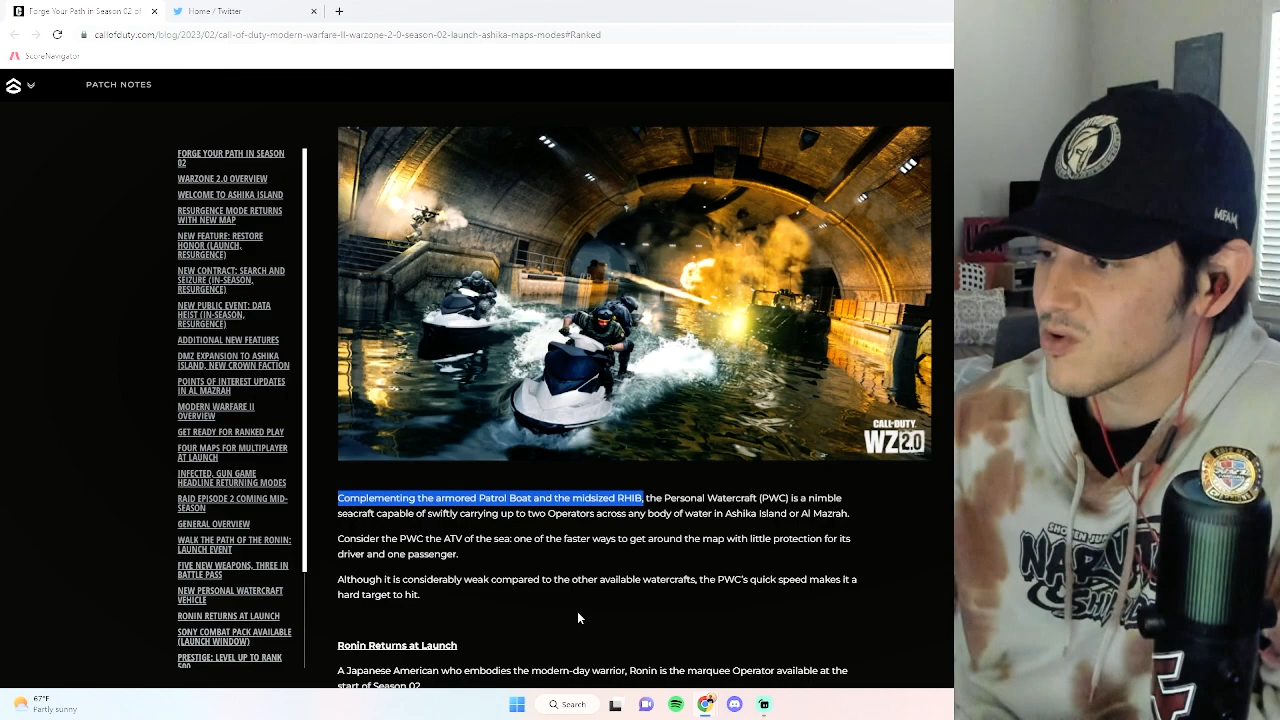 Forge Your Path in Season 02 of
Home / Twitter
callofduty.com/blog/2023/02/call-of-duty-modern-warfare-II-warzone-2-0-season-02-launch-ashika-maps-modes#Ranked
ScoreNavigator
PATCH NOTES
FORGE YOUR PATH IN SEASON
02
WARZONE 2.0 OVERVIEW
WELCOME TO ASHIKA ISLAND
RESURGENCE MODE RETURNS
WITH NEW MAP
NEW FEATURE: RESTORE
HONOR (LAUNCH,
RESURGENCE)
NEW CONTRACT: SEARCH AND
SEIZURE (IN-SEASON,
RESURGENCE)
NEW PUBLIC EVENT: DATA
HEIST (IN-SEASON,
RESURGENCE)
ADDITIONAL NEW FEATURES
DMZ EXPANSION TO ASHIKA
ISLAND, NEW CROWN FACTION
POINTS OF INTEREST UPDATES
IN AL MAZRAH
MODERN WARFARE II
OVERVIEW
GET READY FOR RANKED PLAY
FOUR MAPS FOR MULTIPLAYER
AT LAUNCH
INFECTED, GUN GAME
HEADLINE RETURNING MODES
RAID EPISODE 2 COMING MID-
SEASON
GENERAL OVERVIEW
WALK THE PATH OF THE RONIN:
LAUNCH EVENT
FIVE NEW WEAPONS, THREE IN
BATTLE PASS
NEW PERSONAL WATERCRAFT
VEHICLE
RONIN RETURNS AT LAUNCH
SONY COMBAT PACK AVAILABLE
(LAUNCH WINDOW)
PRESTIGE: LEVEL UP TO RANK
500
CALL OF DUTY
WZ 2.0
Complementing the armored Patrol Boat and the midsized RHIB, the Personal Watercraft (PWC) is a nimble
seacraft capable of swiftly carrying up to two Operators across any body of water in Ashika Island or Al Mazrah.
Consider the PWC the ATV of the sea: one of the faster ways to get around the map with little protection for its
driver and one passenger.
Although it is considerably weak compared to the other available watercrafts, the PWC's quick speed makes it a
hard target to hit.
Ronin Returns at Launch
A Japanese American who embodies the modern-day warrior, Ronin is the marquee Operator available at the
start of Season 02
67°F
Partly sunny
Search
MFAM
SHONEN JUMP
NARUTO
SHIPPUDEN